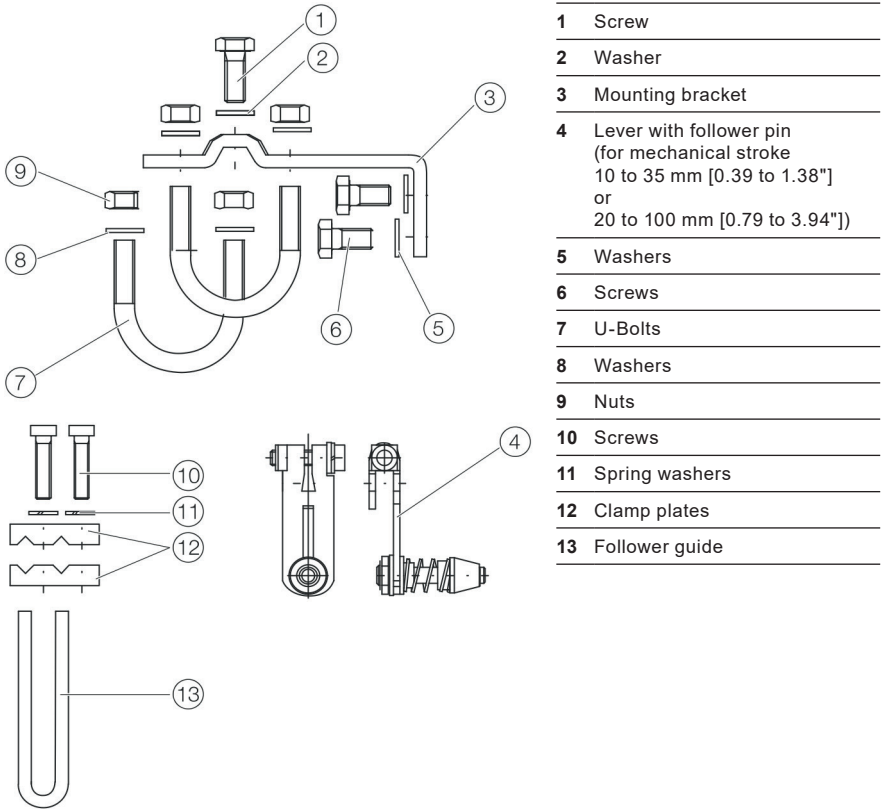 1
2
3
9
8
6
5
7
10
4
11
12
13
1 Screw
2 Washer
3 Mounting bracket
4 Lever with follower pin
(for mechanical stroke
10 to 35 mm [0.39 to 1.38"]
or
20 to 100 mm [0.79 to 3.94"])
5 Washers
6 Screws
7 U-Bolts
8 Washers
9 Nuts
10 Screws
11 Spring washers
12 Clamp plates
13 Follower guide